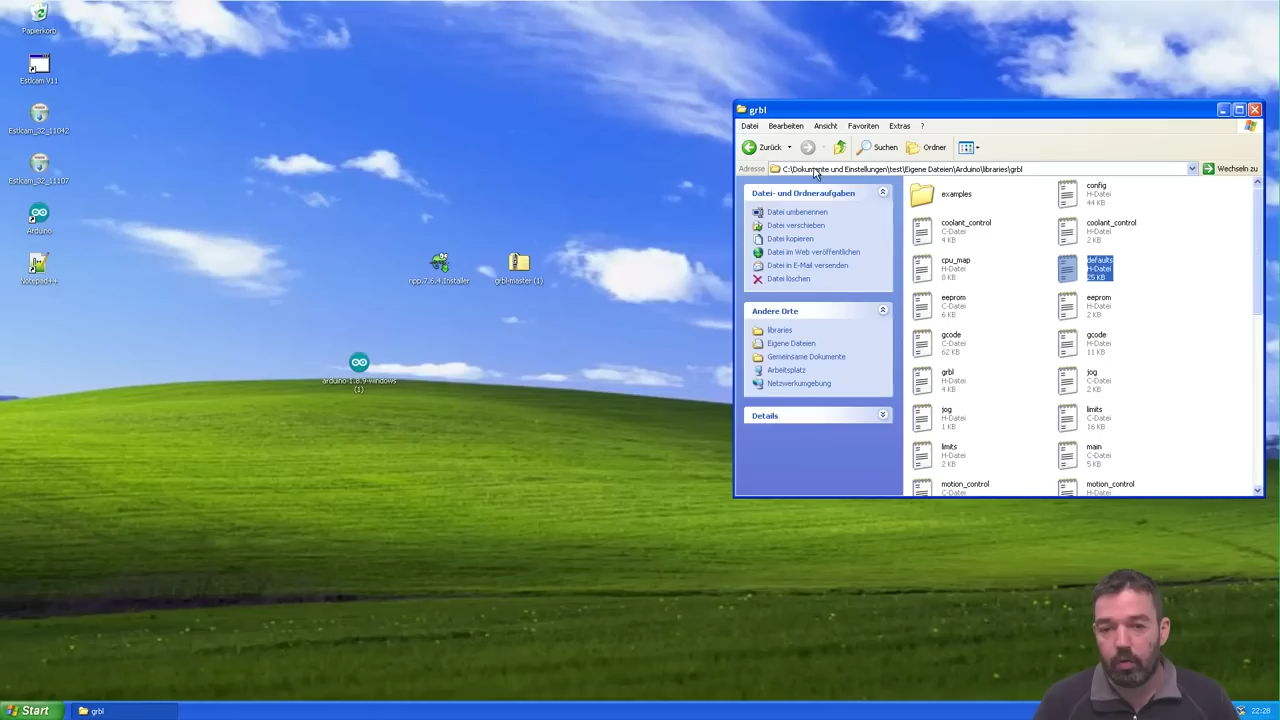 Papierkorb
Estlcam V11
Estlcam_32_11042
Estlcam_32_11107
Arduino
Notepad++
npp.7.6.4.Installer
grbl-master (1)
arduino-1.8.9-windows
(1)
grbl
Datei Bearbeiten Ansicht Favoriten Extras ?
Zurück Suchen Ordner
Adresse C:\Dokumente und Einstellungen\test\Eigene Dateien\Arduino\libraries\grbl Wechseln zu
Datei- und Ordneraufgaben
Datei umbenennen
Datei verschieben
Datei kopieren
Datei im Web veröffentlichen
Datei in E-Mail versenden
Datei löschen
Andere Orte
libraries
Eigene Dateien
Gemeinsame Dokumente
Arbeitsplatz
Netzwerkumgebung
Details
examples
config
H-Datei
44 KB
coolant_control
C-Datei
4 KB
coolant_control
H-Datei
2 KB
cpu_map
H-Datei
8 KB
defaults
H-Datei
25 KB
eeprom
C-Datei
6 KB
eeprom
H-Datei
2 KB
gcode
C-Datei
62 KB
gcode
H-Datei
11 KB
grbl
H-Datei
4 KB
jog
C-Datei
2 KB
jog
H-Datei
1 KB
limits
C-Datei
16 KB
limits
H-Datei
2 KB
main
C-Datei
5 KB
motion_control
C-Datei
motion_control
H-Datei
Start grbl 22:28